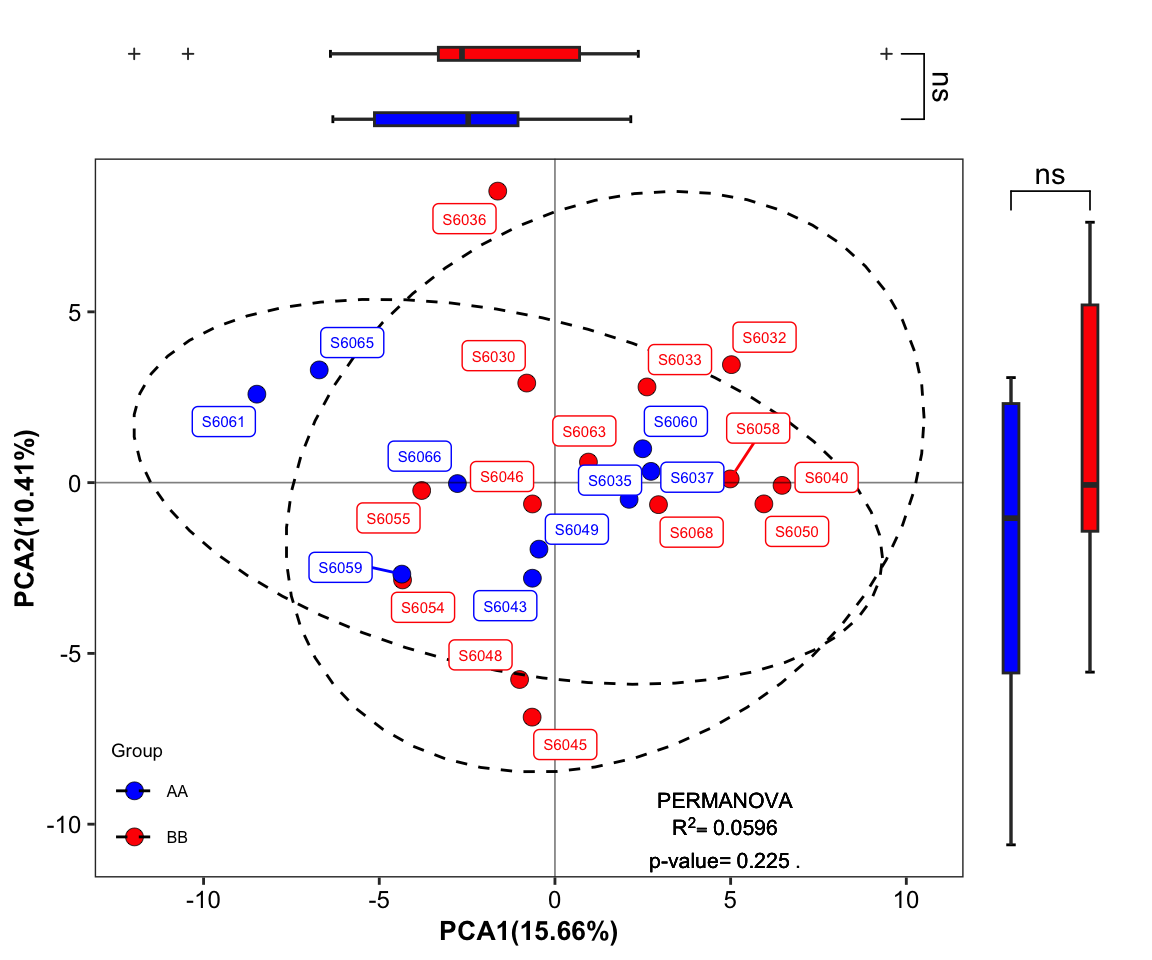 ns
ns
S6036
S6065
S6032
S6030
S6033
S6061
S6060
S6058
S6063
S6066
S6046
S6035
S6037
S6040
S6055
S6049
S6068
S6050
S6059
S6054
S6043
S6048
S6045
5
0
-5
-10
PCA2(10.41%)
Group
AA
BB
PERMANOVA
R²= 0.0596
p-value= 0.225 .
-10 -5 0 5 10
PCA1(15.66%)